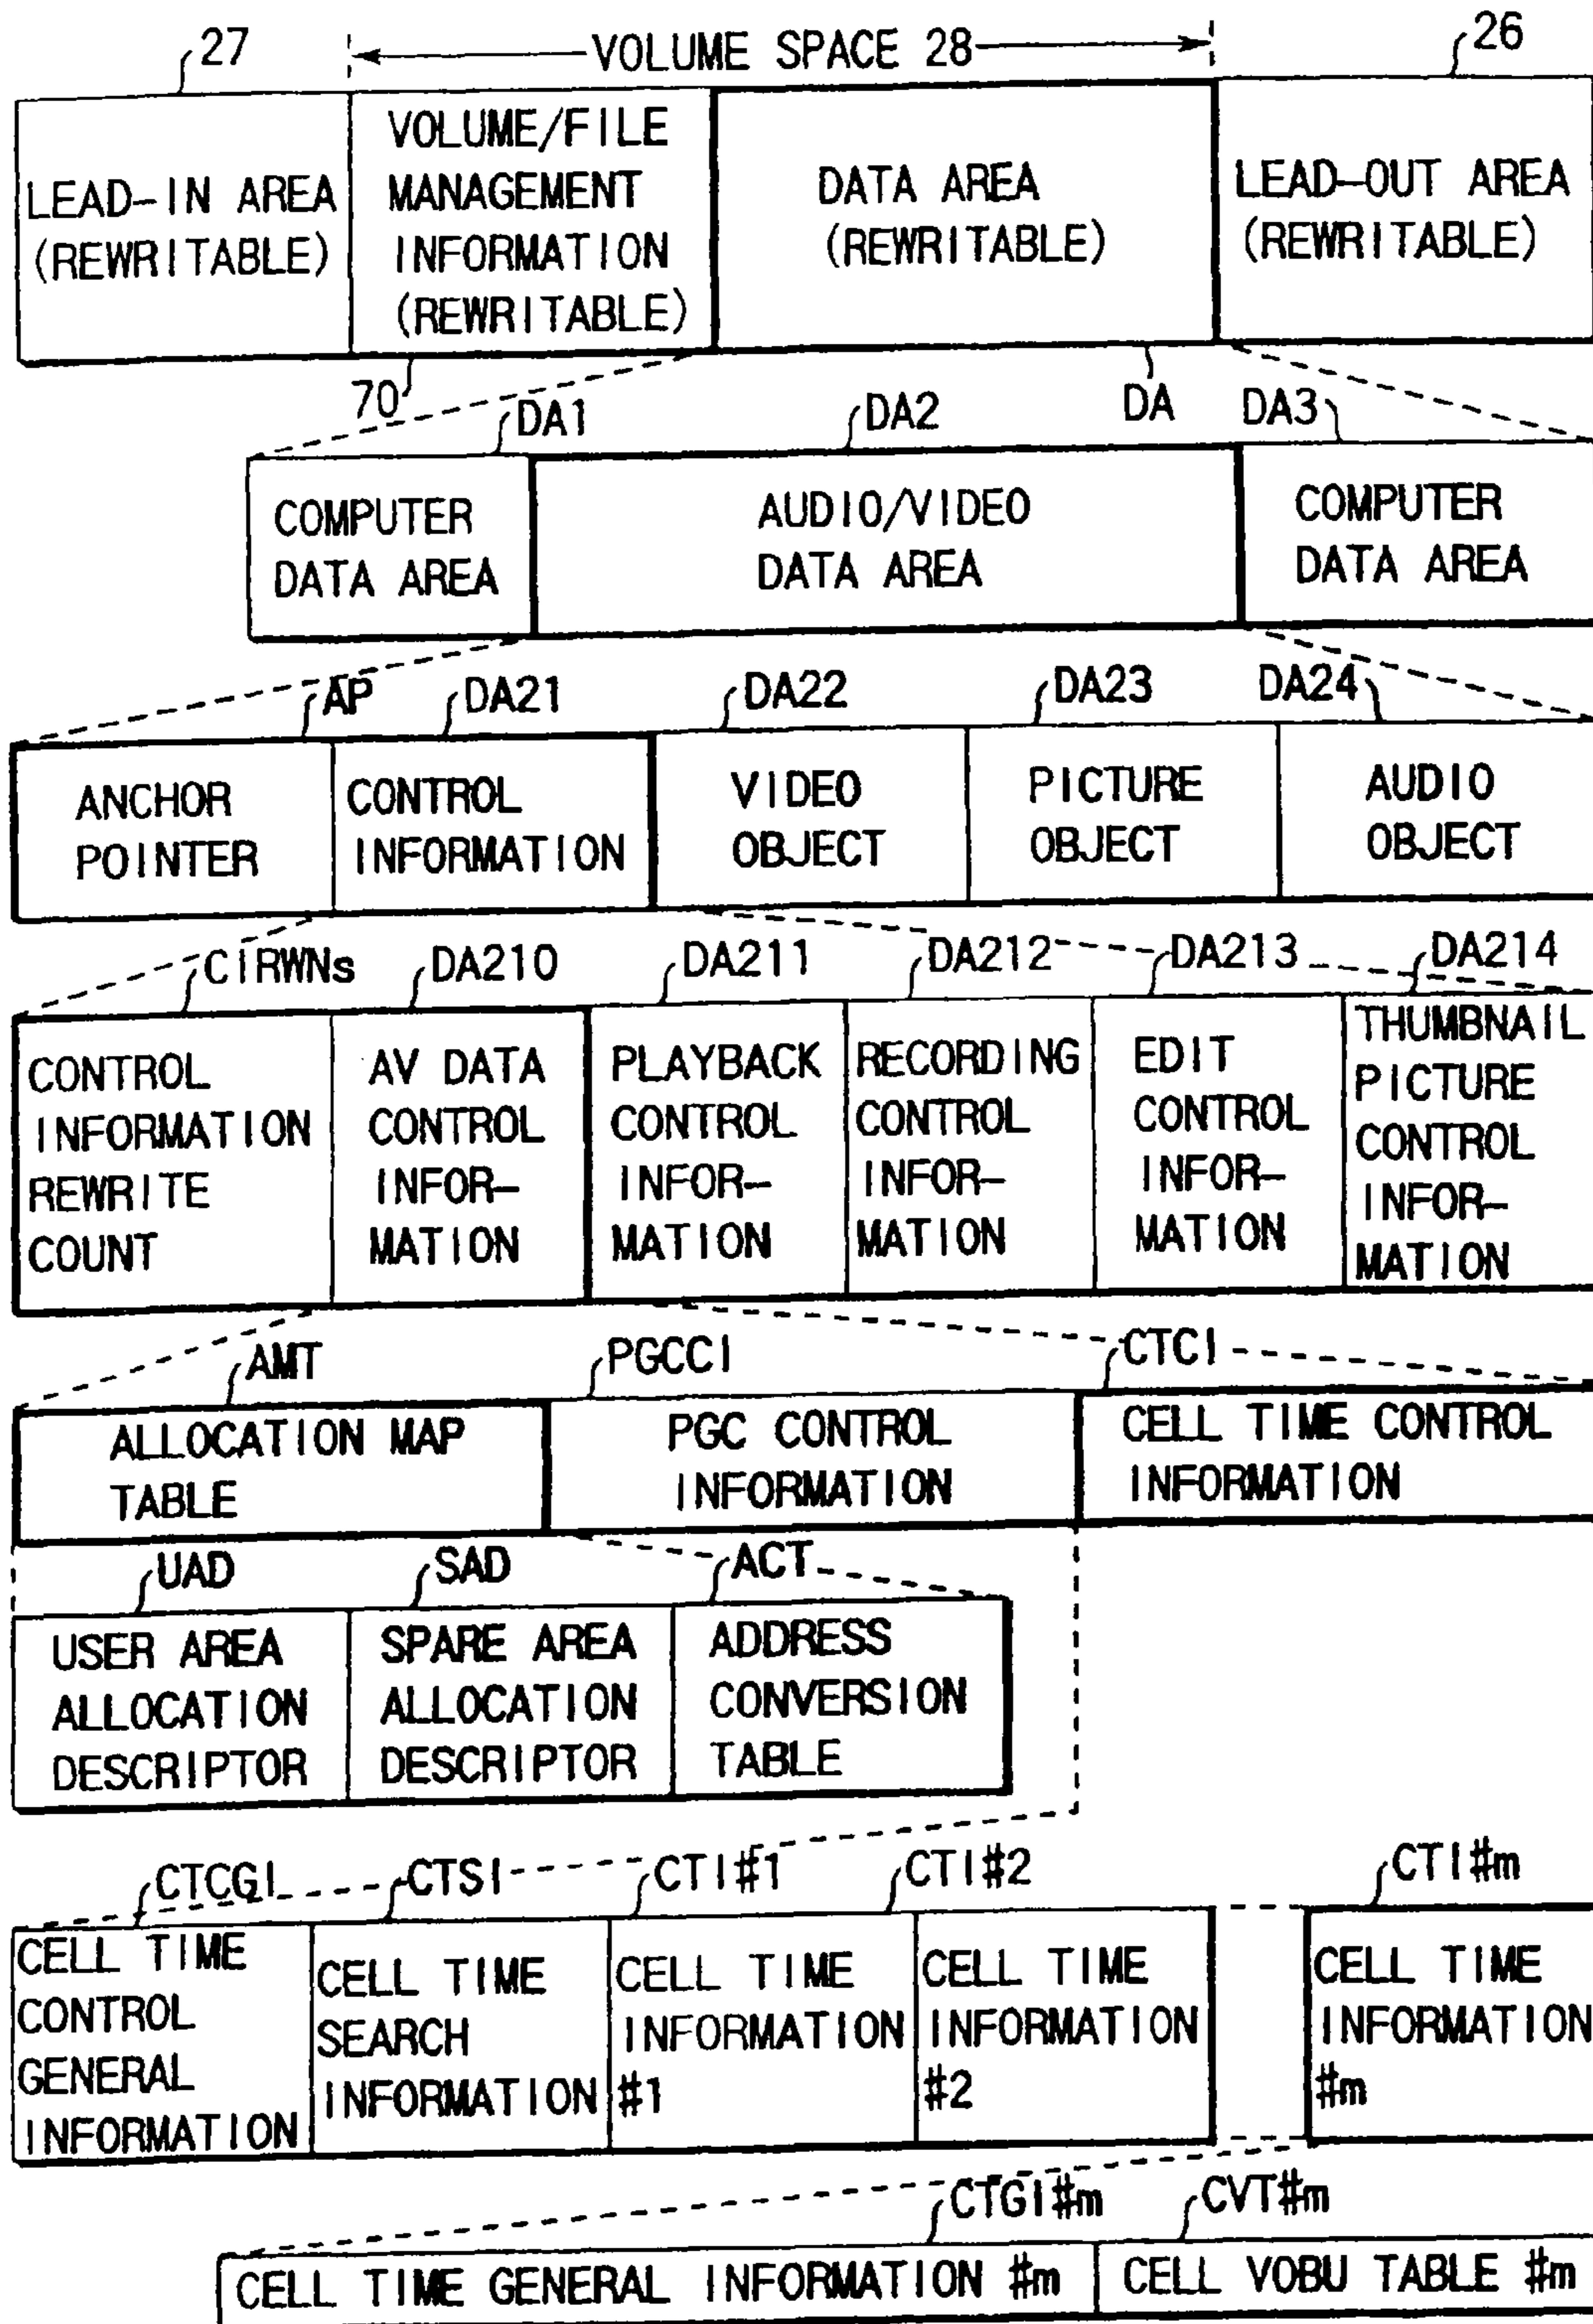 27
VOLUME SPACE 28
26
LEAD-IN AREA
(REWRITABLE)
VOLUME/FILE
MANAGEMENT
INFORMATION
(REWRITABLE)
DATA AREA
(REWRITABLE)
LEAD-OUT AREA
(REWRITABLE)
70
DA1
DA2
DA
DA3
COMPUTER
DATA AREA
AUDIO/VIDEO
DATA AREA
COMPUTER
DATA AREA
AP
DA21
DA22
DA23
DA24
ANCHOR
POINTER
CONTROL
INFORMATION
VIDEO
OBJECT
PICTURE
OBJECT
AUDIO
OBJECT
CIRWNs
DA210
DA211
DA212
DA213
DA214
CONTROL
INFORMATION
REWRITE
COUNT
AV DATA
CONTROL
INFOR-
MATION
PLAYBACK
CONTROL
INFOR-
MATION
RECORDING
CONTROL
INFOR-
MATION
EDIT
CONTROL
INFOR-
MATION
THUMBNAIL
PICTURE
CONTROL
INFOR-
MATION
AMT
PGCCI
CTCI
ALLOCATION MAP
TABLE
PGC CONTROL
INFORMATION
CELL TIME CONTROL
INFORMATION
UAD
SAD
ACT
USER AREA
ALLOCATION
DESCRIPTOR
SPARE AREA
ALLOCATION
DESCRIPTOR
ADDRESS
CONVERSION
TABLE
CTCGI
CTSI
CTI#1
CTI#2
CTI#m
CELL TIME
CONTROL
GENERAL
INFORMATION
CELL TIME
SEARCH
INFORMATION
CELL TIME
INFORMATION
#1
CELL TIME
INFORMATION
#2
CELL TIME
INFORMATION
#m
CTGI#m
CVT#m
CELL TIME GENERAL INFORMATION #m
CELL VOBU TABLE #m